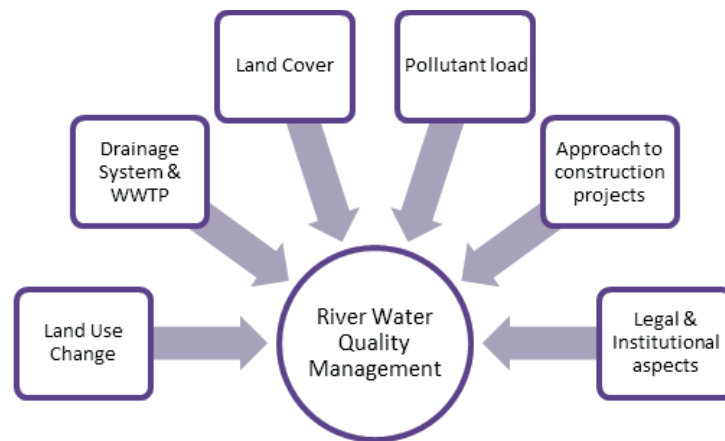 Land Cover
Pollutant load
Drainage
System &
WWTP
Approach to
construction
projects
Land Use
Change
River Water
Quality
Management
Legal &
Institutional
aspects